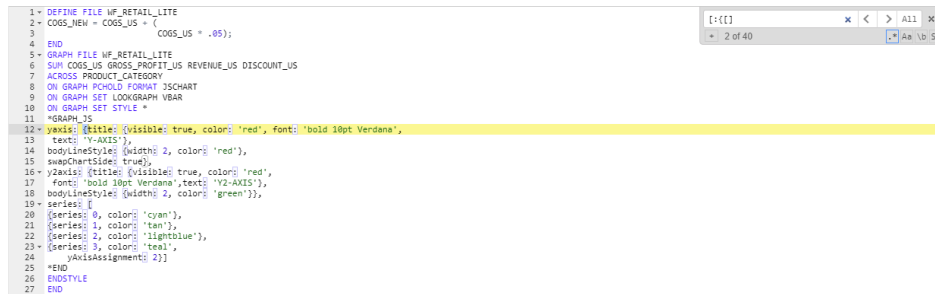 1 DEFINE FILE WF_RETAIL_LITE
2 COGS_NEW = COGS_US + (
3 COGS_US * .05);
4 END
5 GRAPH FILE WF_RETAIL_LITE
6 SUM COGS_US GROSS_PROFIT_US REVENUE_US DISCOUNT_US
7 ACROSS PRODUCT_CATEGORY
8 ON GRAPH PCHOLD FORMAT JSCHART
9 ON GRAPH SET LOOKGRAPH VBAR
10 ON GRAPH SET STYLE *
11 *GRAPH_JS
12 yaxis: {title: {visible: true, color: 'red', font: 'bold 10pt Verdana',
13 text: 'Y-AXIS'},
14 bodyLineStyle: {width: 2, color: 'red'},
15 swapChartSide: true},
16 y2axis: {title: {visible: true, color: 'red',
17 font: 'bold 10pt Verdana',text: 'Y2-AXIS'},
18 bodyLineStyle: {width: 2, color: 'green'}},
19 series: [
20 {series: 0, color: 'cyan'},
21 {series: 1, color: 'tan'},
22 {series: 2, color: 'lightblue'},
23 {series: 3, color: 'teal',
24 yAxisAssignment: 2}]
25 *END
26 ENDSTYLE
27 END
[:{[] x < > All x
+ 2 of 40 .* Aa \b S